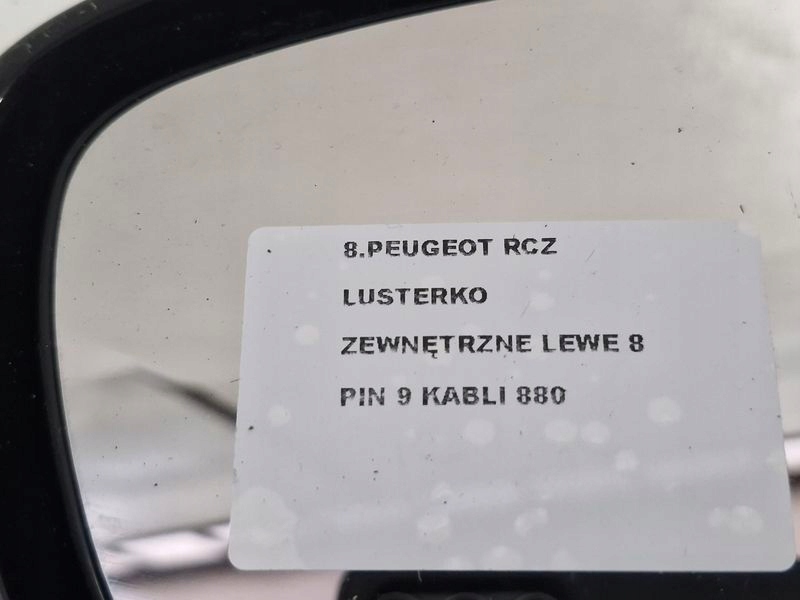 8.PEUGEOT RCZ
LUSTERKO
ZEWNĘTRZNE LEWE 8
PIN 9 KABLI 880